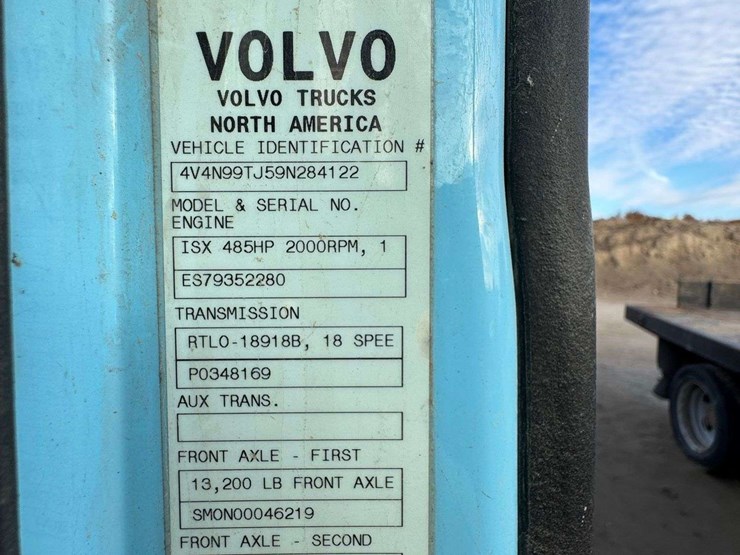 VOLVO
VOLVO TRUCKS
NORTH AMERICA
VEHICLE IDENTIFICATION #
4V4N99TJ59N284122
MODEL & SERIAL NO.
ENGINE
ISX 485HP 2000RPM, 1
ES79352280
TRANSMISSION
RTLO-18918B, 18 SPEE
P0348169
AUX TRANS.
FRONT AXLE - FIRST
13,200 LB FRONT AXLE
SMON00046219
FRONT AXLE - SECOND